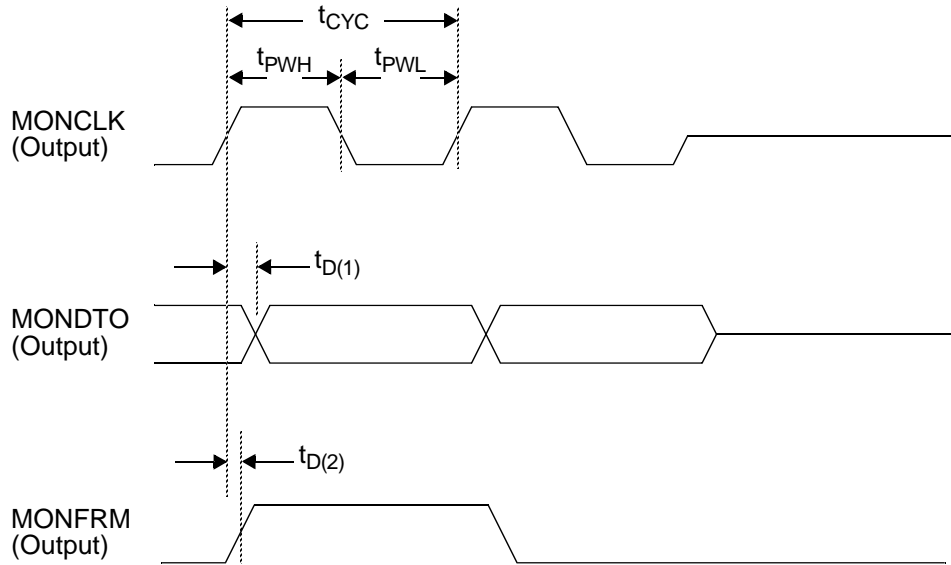 tCYC
tPWH
tPWL
MONCLK
(Output)
tD(1)
MONDTO
(Output)
tD(2)
MONFRM
(Output)